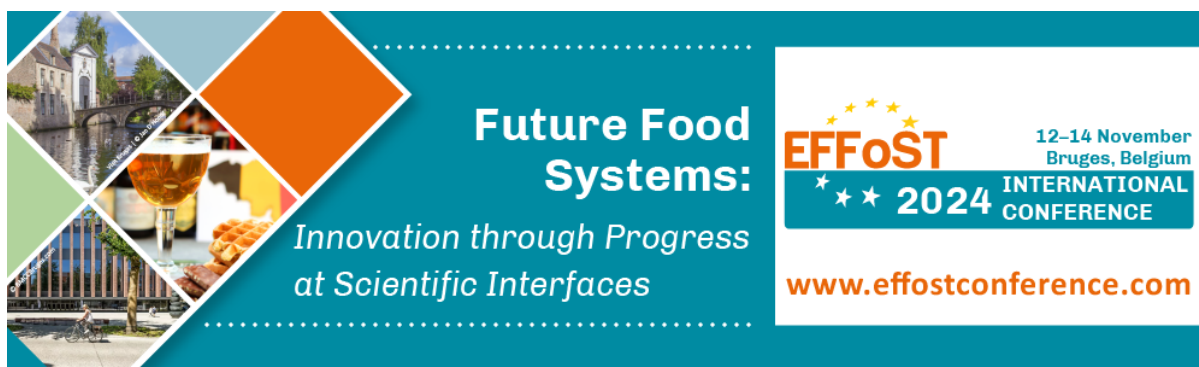 Future Food
Systems:
Innovation through Progress
at Scientific Interfaces
EFFoST
12–14 November
Bruges, Belgium
2024 INTERNATIONAL
CONFERENCE
www.effostconference.com